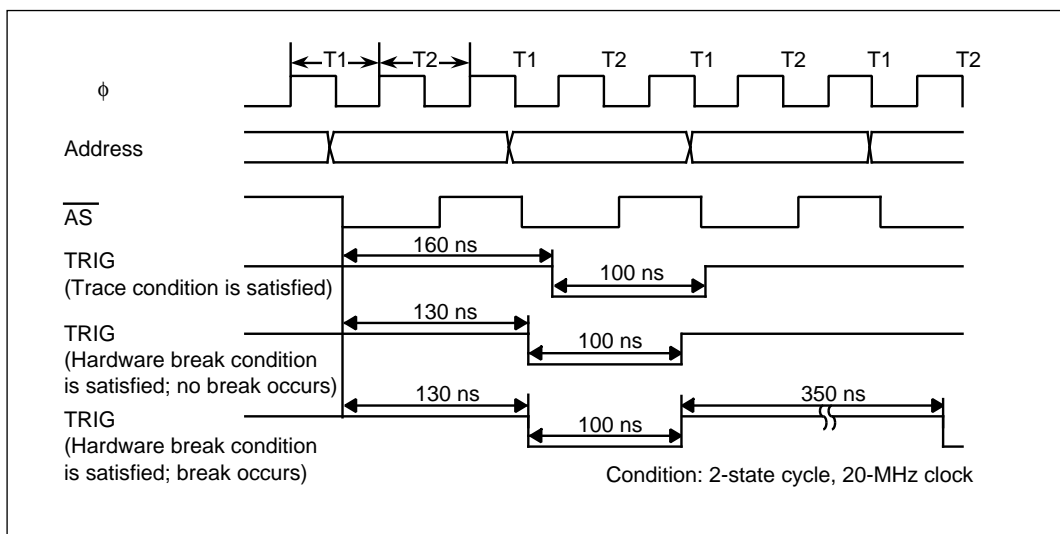 T1 T2 T1 T2 T1 T2 T1 T2
ϕ
Address
AS
160 ns
TRIG
(Trace condition is satisfied)
100 ns
130 ns
TRIG
(Hardware break condition
is satisfied; no break occurs)
100 ns
130 ns
350 ns
TRIG
(Hardware break condition
is satisfied; break occurs)
100 ns
Condition: 2-state cycle, 20-MHz clock